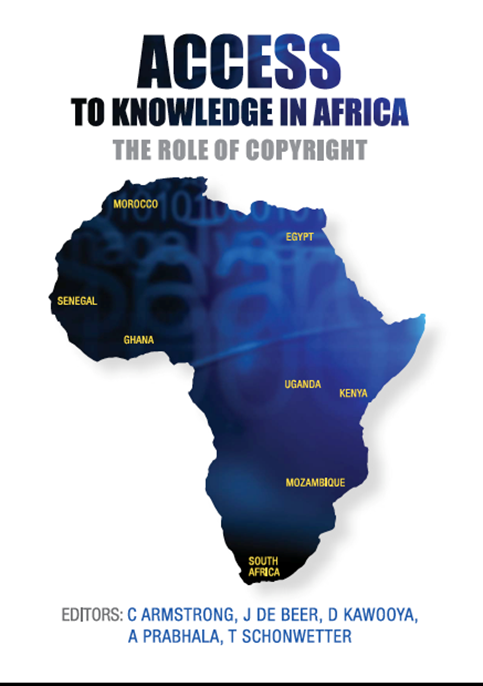 ACCESS
TO KNOWLEDGE IN AFRICA
THE ROLE OF COPYRIGHT
MOROCCO
EGYPT
SENEGAL
GHANA
UGANDA
KENYA
MOZAMBIQUE
SOUTH
AFRICA
EDITORS: C ARMSTRONG, J DE BEER, D KAWOOYA,
A PRABHALA, T SCHONWETTER